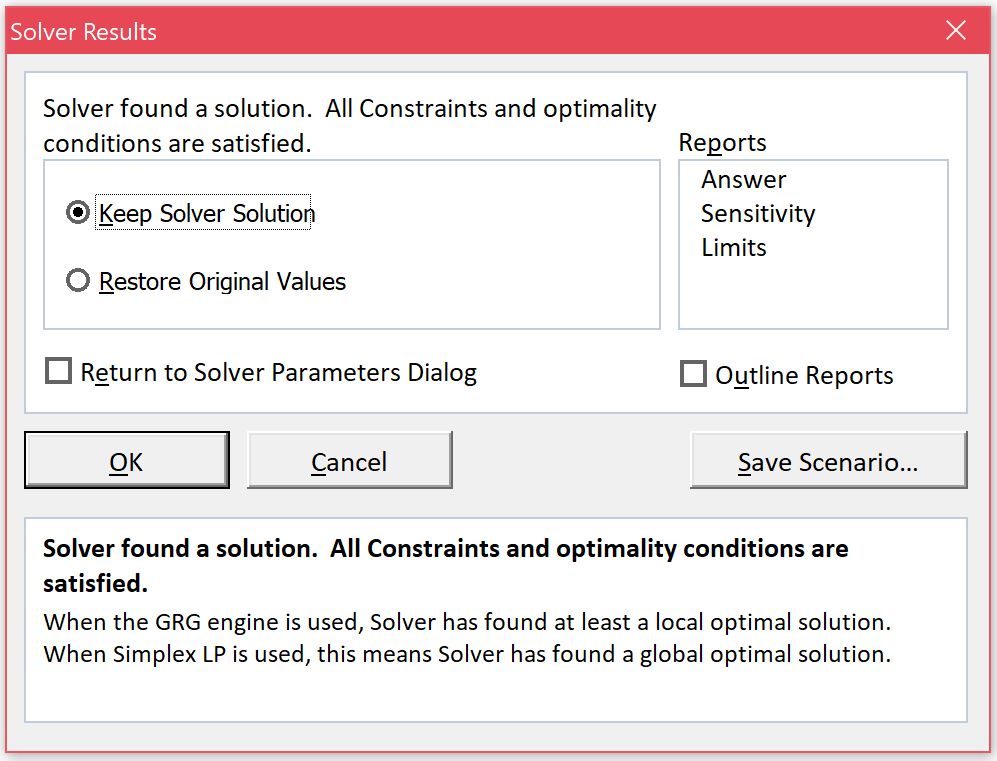 Solver Results
Solver found a solution.  All Constraints and optimality
conditions are satisfied.
Reports
Keep Solver Solution
Restore Original Values
Answer
Sensitivity
Limits
Return to Solver Parameters Dialog
Outline Reports
OK
Cancel
Save Scenario...
Solver found a solution.  All Constraints and optimality conditions are
satisfied.
When the GRG engine is used, Solver has found at least a local optimal solution.
When Simplex LP is used, this means Solver has found a global optimal solution.